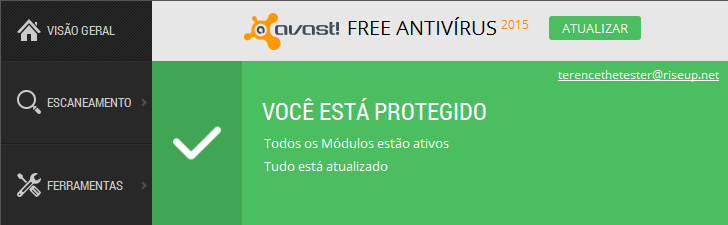 VISÃO GERAL
avast! FREE ANTIVÍRUS 2015
ATUALIZAR
terencethetester@riseup.net
ESCANEAMENTO
VOCÊ ESTÁ PROTEGIDO
Todos os Módulos estão ativos
Tudo está atualizado
FERRAMENTAS